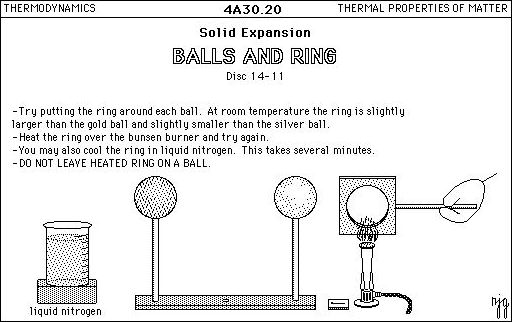 THERMODYNAMICS 4A30.20 THERMAL PROPERTIES OF MATTER
Solid Expansion
BALLS AND RING
Disc 14-11
-Try putting the ring around each ball. At room temperature the ring is slightly
larger than the gold ball and slightly smaller than the silver ball.
-Heat the ring over the bunsen burner and try again.
-You may also cool the ring in liquid nitrogen. This takes several minutes.
-DO NOT LEAVE HEATED RING ON A BALL.
liquid nitrogen